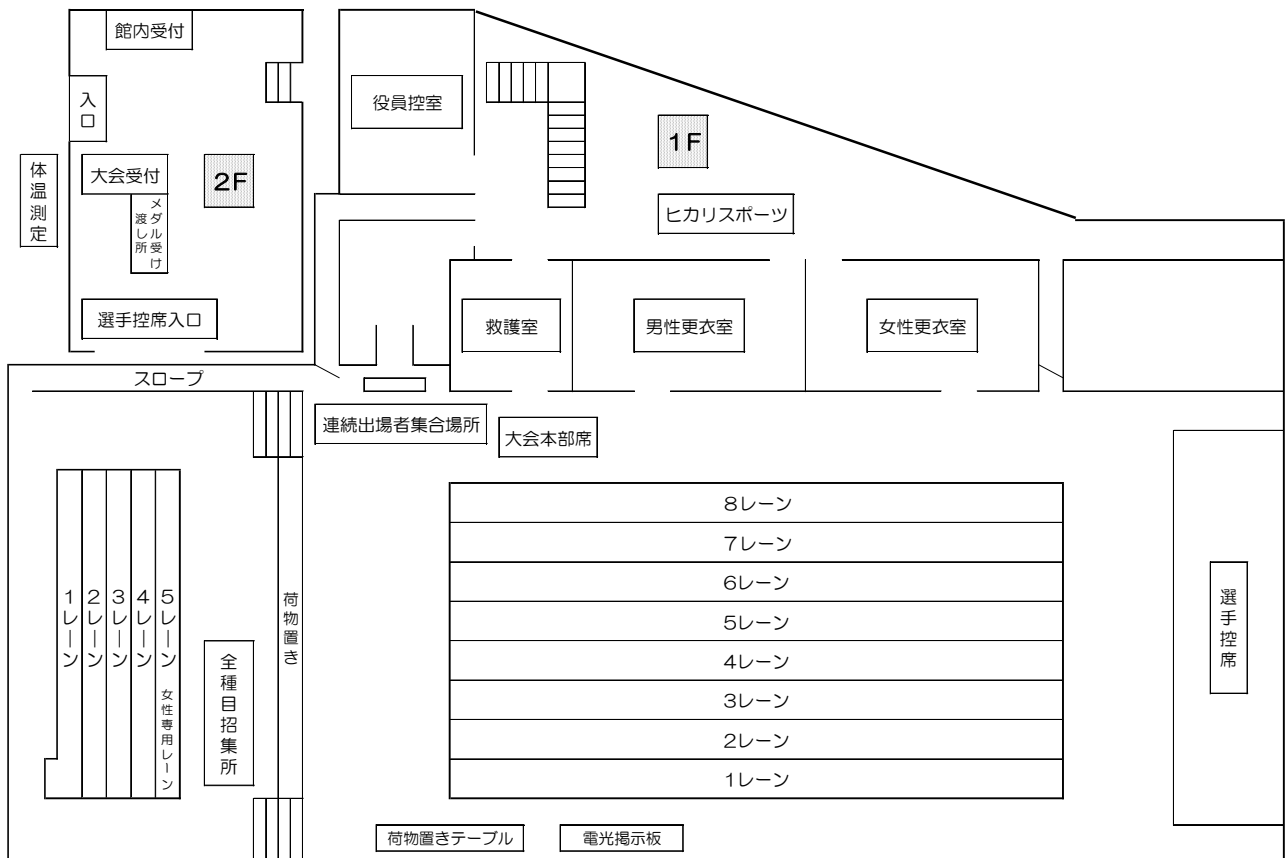 館内受付
入口
体温測定
大会受付
メダル受け
渡し所
2F
選手控席入口
役員控室
1F
ヒカリスポーツ
救護室
男性更衣室
女性更衣室
スロープ
連続出場者集合場所
大会本部席
8レーン
7レーン
6レーン
5レーン
4レーン
3レーン
2レーン
1レーン
1レーン
2レーン
3レーン
4レーン
5レーン 女性専用レーン
全種目招集所
荷物置き
選手控席
荷物置きテーブル
電光掲示板